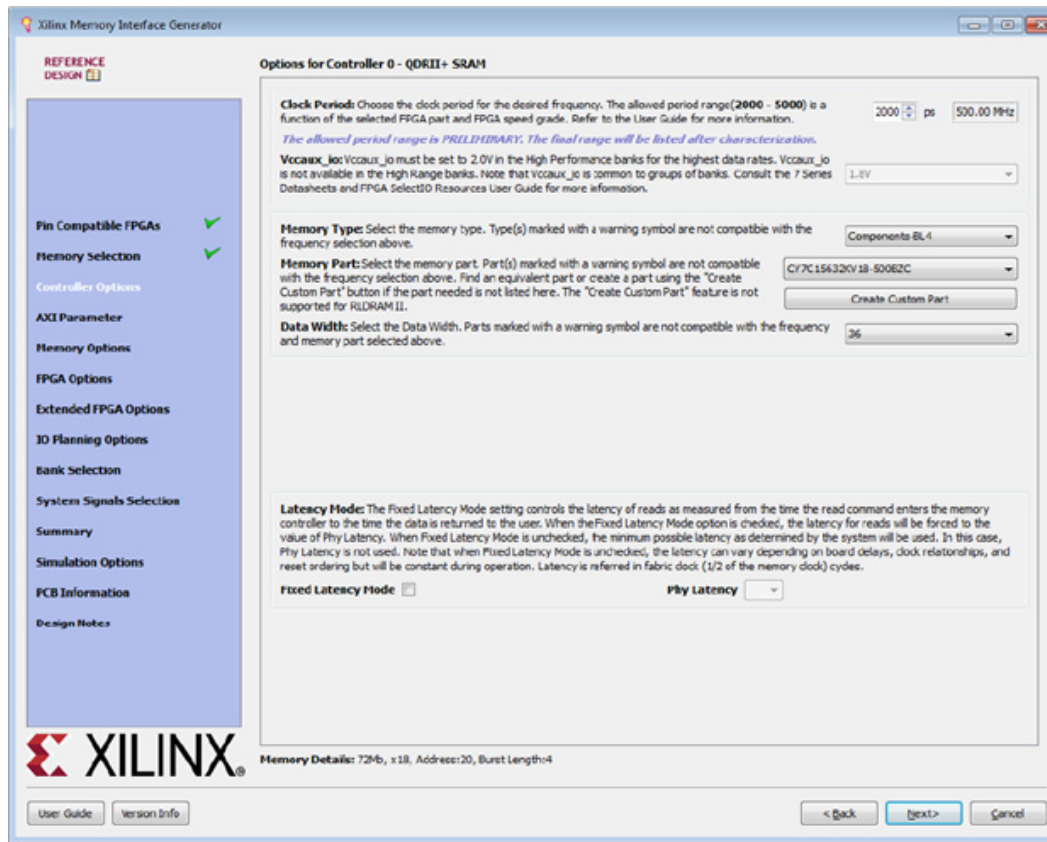 Xilinx Memory Interface Generator
REFERENCE
DESIGN
Options for Controller 0 - QDRII+ SRAM
Clock Period: Choose the clock period for the desired frequency. The allowed period range(2000 - 5000) is a
function of the selected FPGA part and FPGA speed grade. Refer to the User Guide for more information.
2000 ps 500.00 MHz
The allowed period range is PRELIMINARY. The final range will be listed after characterization.
Vccaux_io: Vccaux_io must be set to 2.0V in the High Performance banks for the highest data rates. Vccaux_io
is not available in the High Range banks. Note that Vccaux_io is common to groups of banks. Consult the 7 Series
Datasheets and FPGA SelectIO Resources User Guide for more information.
1.8V
Memory Type: Select the memory type. Type(s) marked with a warning symbol are not compatible with the
frequency selection above.
Components-BL4
Memory Part: Select the memory part. Part(s) marked with a warning symbol are not compatible
with the frequency selection above. Find an equivalent part or create a part using the "Create
Custom Part" button if the part needed is not listed here. The "Create Custom Part" feature is not
supported for RLDRAM II.
CY7C15632KV18-500BZC
Create Custom Part
Data Width: Select the Data Width. Parts marked with a warning symbol are not compatible with the frequency
and memory part selected above.
36
Latency Mode: The Fixed Latency Mode setting controls the latency of reads as measured from the time the read command enters the memory
controller to the time the data is returned to the user. When the Fixed Latency Mode option is checked, the latency for reads will be forced to the
value of Phy Latency. When Fixed Latency Mode is unchecked, the minimum possible latency as determined by the system will be used. In this case,
Phy Latency is not used. Note that when Fixed Latency Mode is unchecked, the latency can vary depending on board delays, clock relationships, and
reset ordering but will be constant during operation. Latency is referred in fabric clock (1/2 of the memory clock) cycles.
Fixed Latency Mode Phy Latency
Pin Compatible FPGAs
Memory Selection
Controller Options
AXI Parameter
Memory Options
FPGA Options
Extended FPGA Options
IO Planning Options
Bank Selection
System Signals Selection
Summary
Simulation Options
PCB Information
Design Notes
XILINX®
Memory Details: 72Mb, x18, Address:20, Burst Length:4
User Guide Version Info < Back Next> Cancel